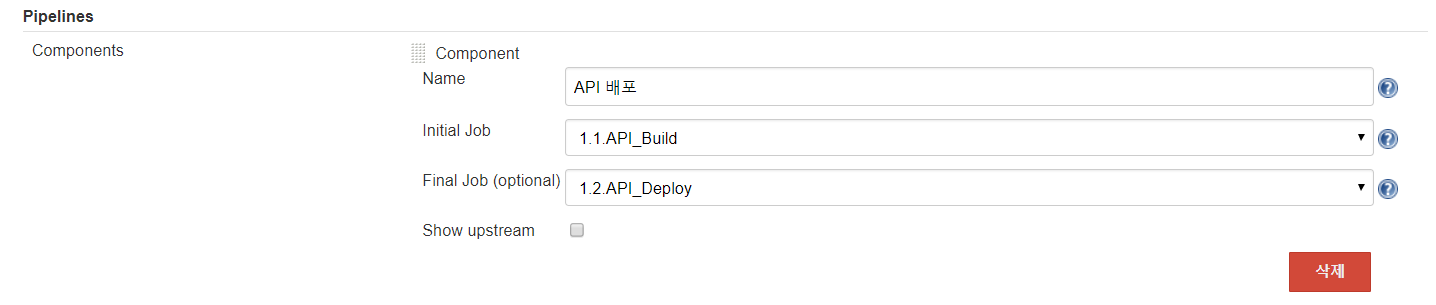 Pipelines
Components
Component
Name
API 배포
Initial Job
1.1.API_Build
Final Job (optional)
1.2.API_Deploy
Show upstream
삭제